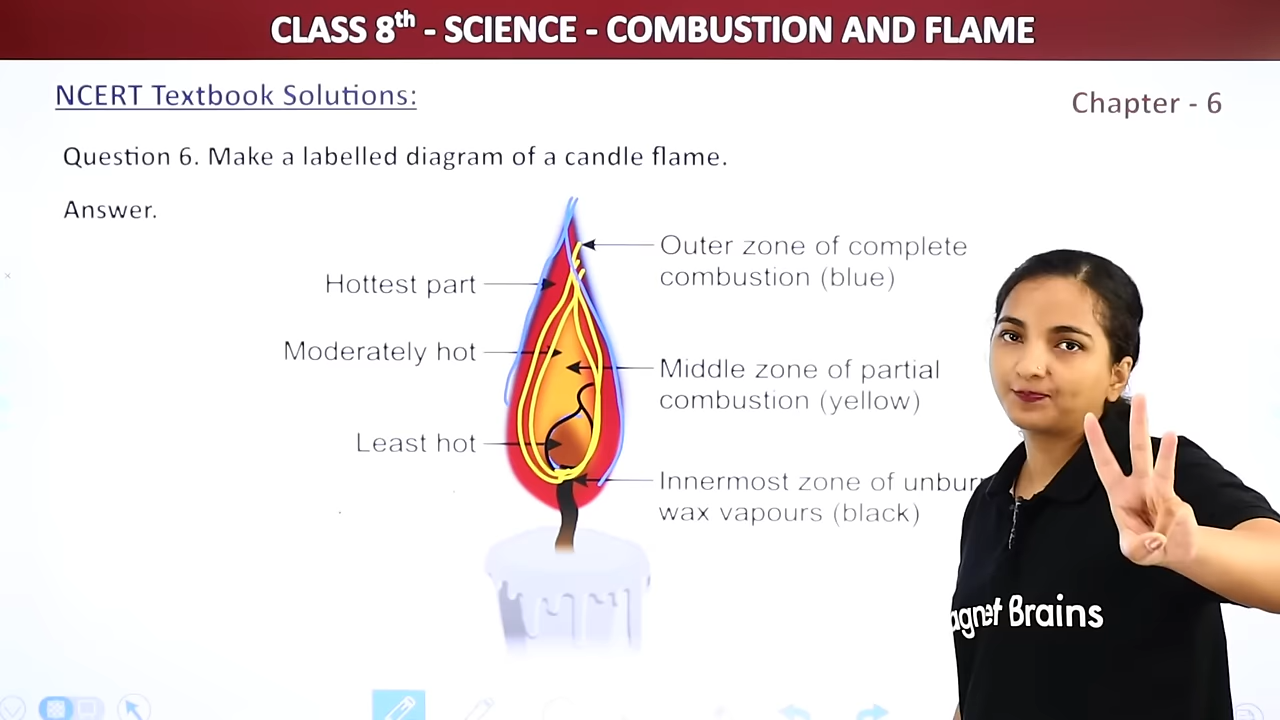 CLASS 8th - SCIENCE - COMBUSTION AND FLAME
NCERT Textbook Solutions:
Chapter - 6
Question 6. Make a labelled diagram of a candle flame.
Answer.
Outer zone of complete
combustion (blue)
Hottest part
Moderately hot
Middle zone of partial
combustion (yellow)
Least hot
Innermost zone of
wax vapours (black)
Brains